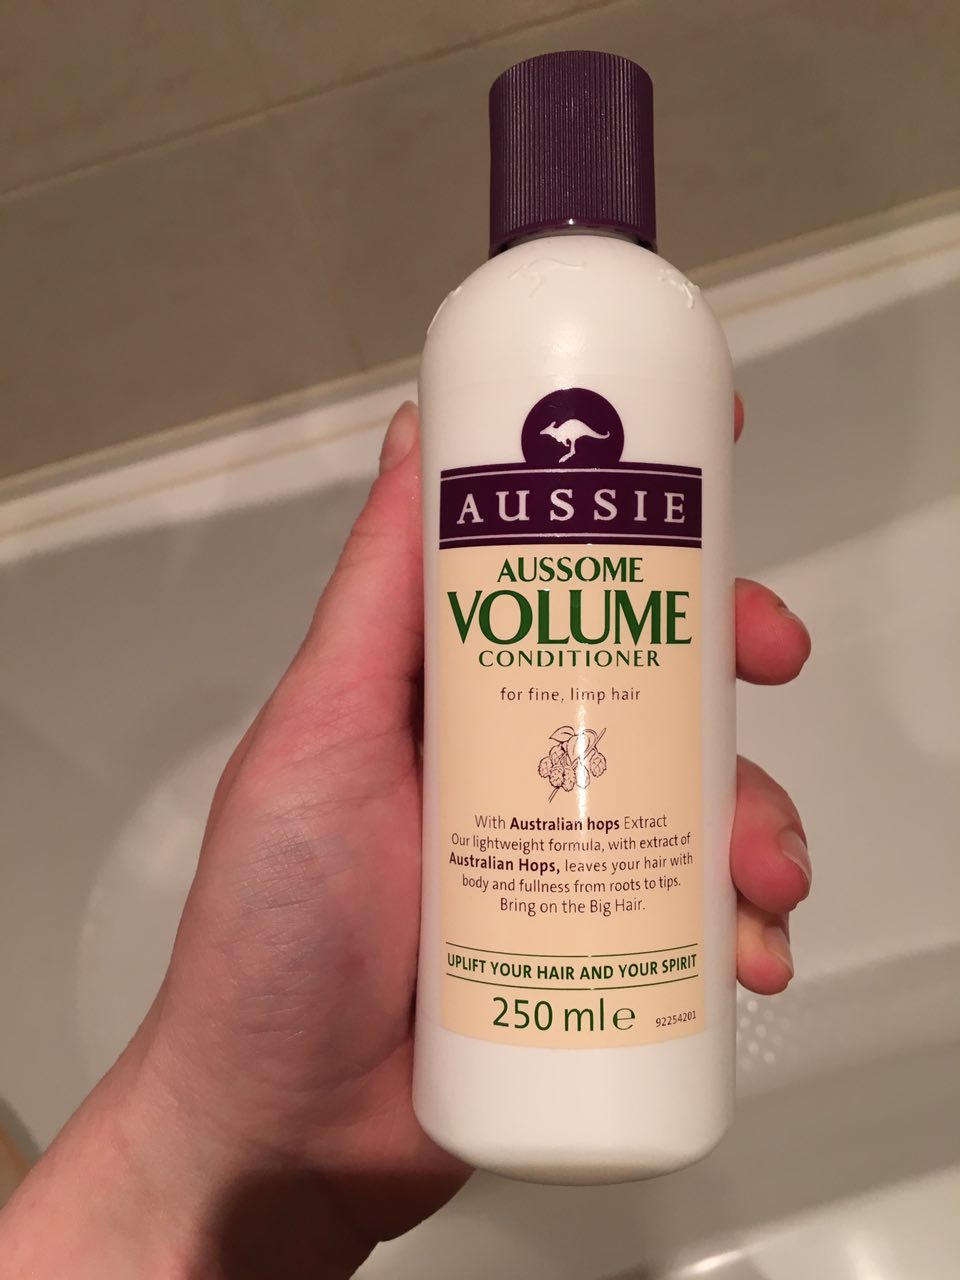 AUSSIE
AUSSOME
VOLUME
CONDITIONER
for fine, limp hair
With Australian hops Extract
Our lightweight formula, with extract of
Australian Hops, leaves your hair with
body and fullness from roots to tips.
Bring on the Big Hair.
UPLIFT YOUR HAIR AND YOUR SPIRIT
250 ml e
92254201